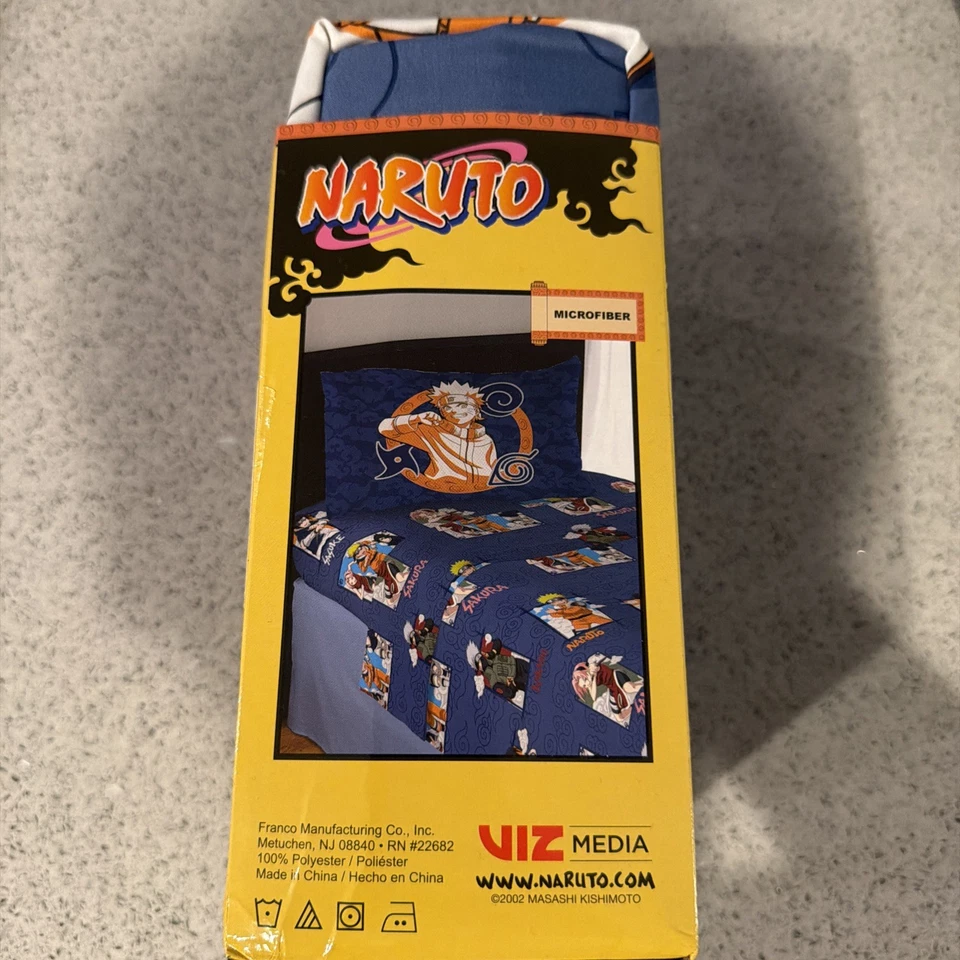 NARUTO
MICROFIBER
SASUKE
SAKURA
SAKURA
NARUTO
Franco Manufacturing Co., Inc.
Metuchen, NJ 08840 • RN #22682
100% Polyester / Poliéster
Made in China / Hecho en China
VIZ MEDIA
WWW.NARUTO.COM
©2002 MASASHI KISHIMOTO